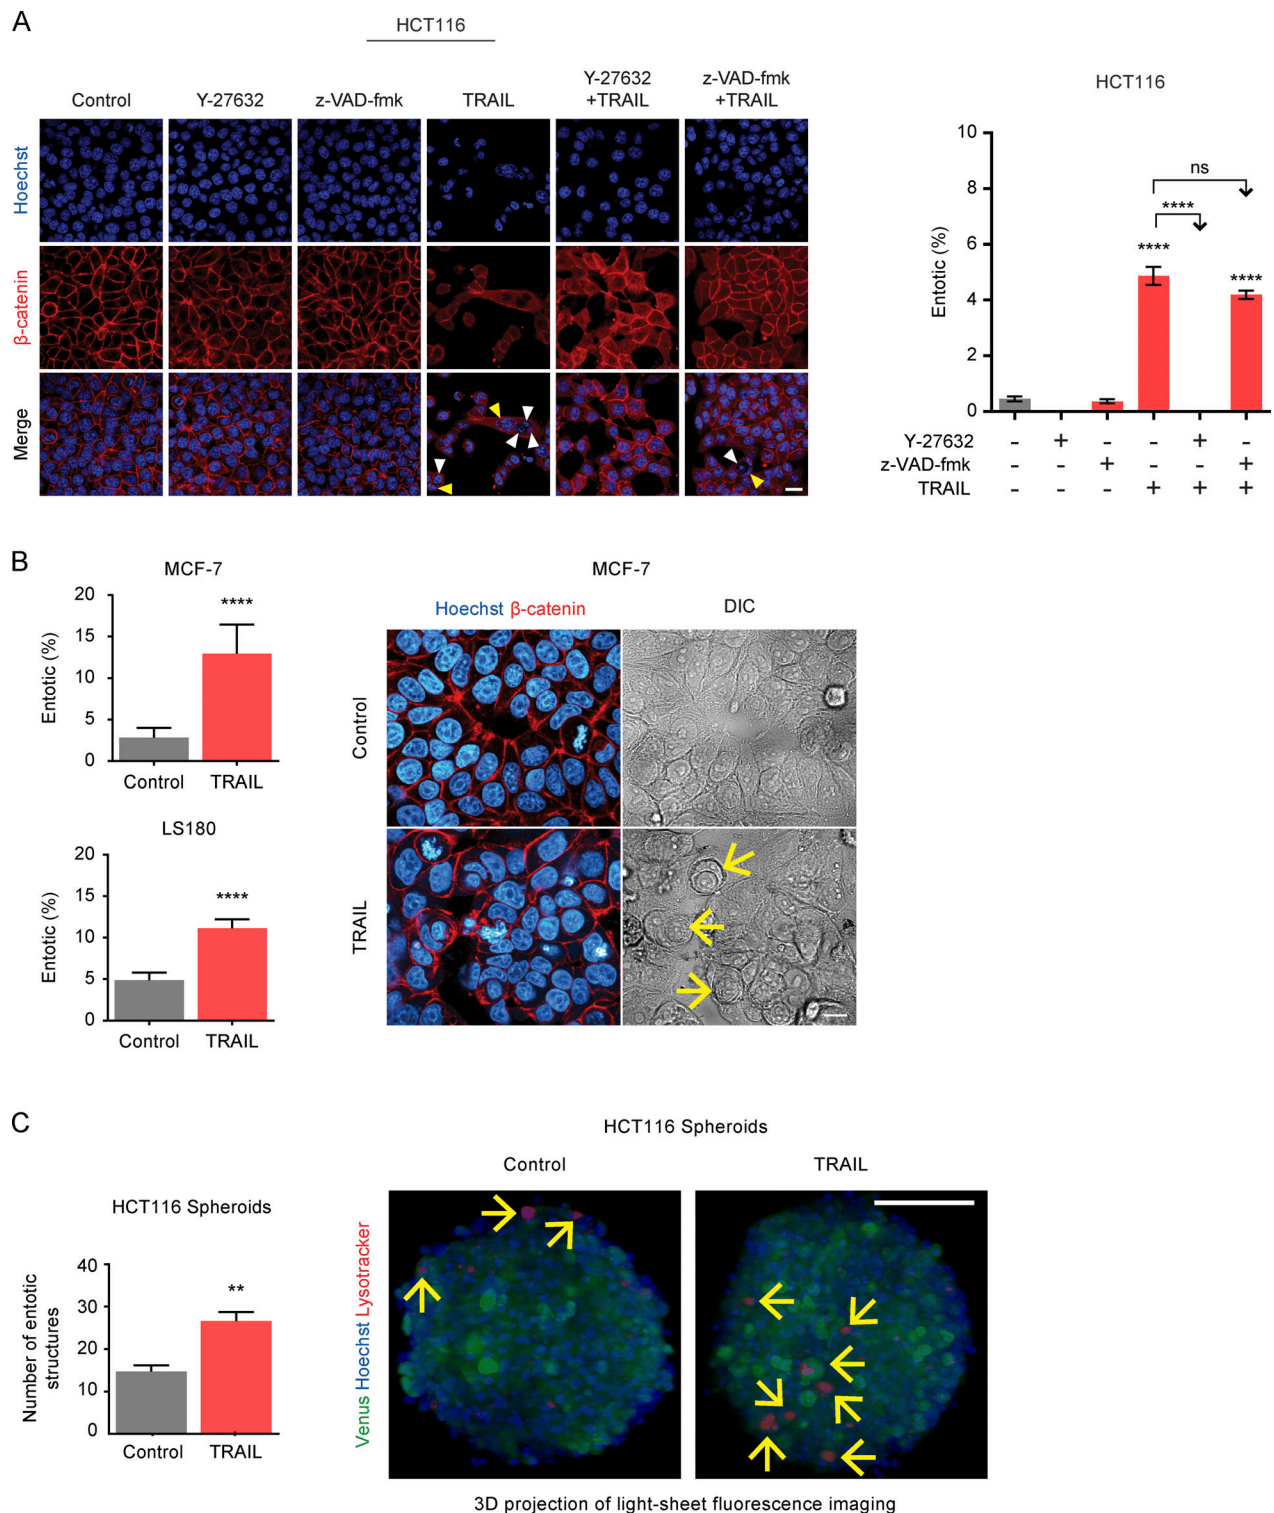 A
HCT116
Control
Y-27632
z-VAD-fmk
TRAIL
Y-27632
+TRAIL
z-VAD-fmk
+TRAIL
Hoechst
β-catenin
Merge
HCT116
Entotic (%)
10
8
6
4
2
0
ns
****
****
****
Y-27632 - + - - + -
z-VAD-fmk - - + - - +
TRAIL - - - + + +
B
MCF-7
Entotic (%)
20
15
10
5
0
****
Control TRAIL
LS180
Entotic (%)
20
15
10
5
0
****
Control TRAIL
MCF-7
Hoechst β-catenin
DIC
Control
TRAIL
C
HCT116 Spheroids
Number of entotic
structures
40
30
20
10
0
**
Control TRAIL
HCT116 Spheroids
Control
TRAIL
Venus Hoechst Lysotracker
3D projection of light-sheet fluorescence imaging